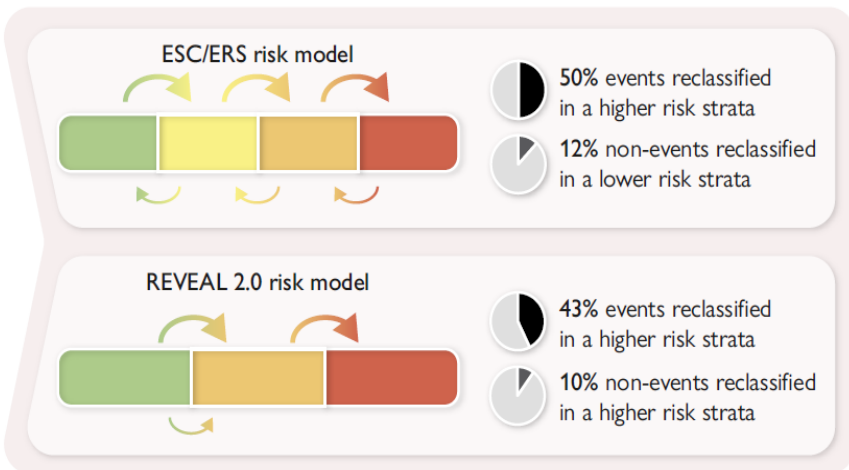 ESC/ERS risk model
50% events reclassified
in a higher risk strata
12% non-events reclassified
in a lower risk strata
REVEAL 2.0 risk model
43% events reclassified
in a higher risk strata
10% non-events reclassified
in a higher risk strata